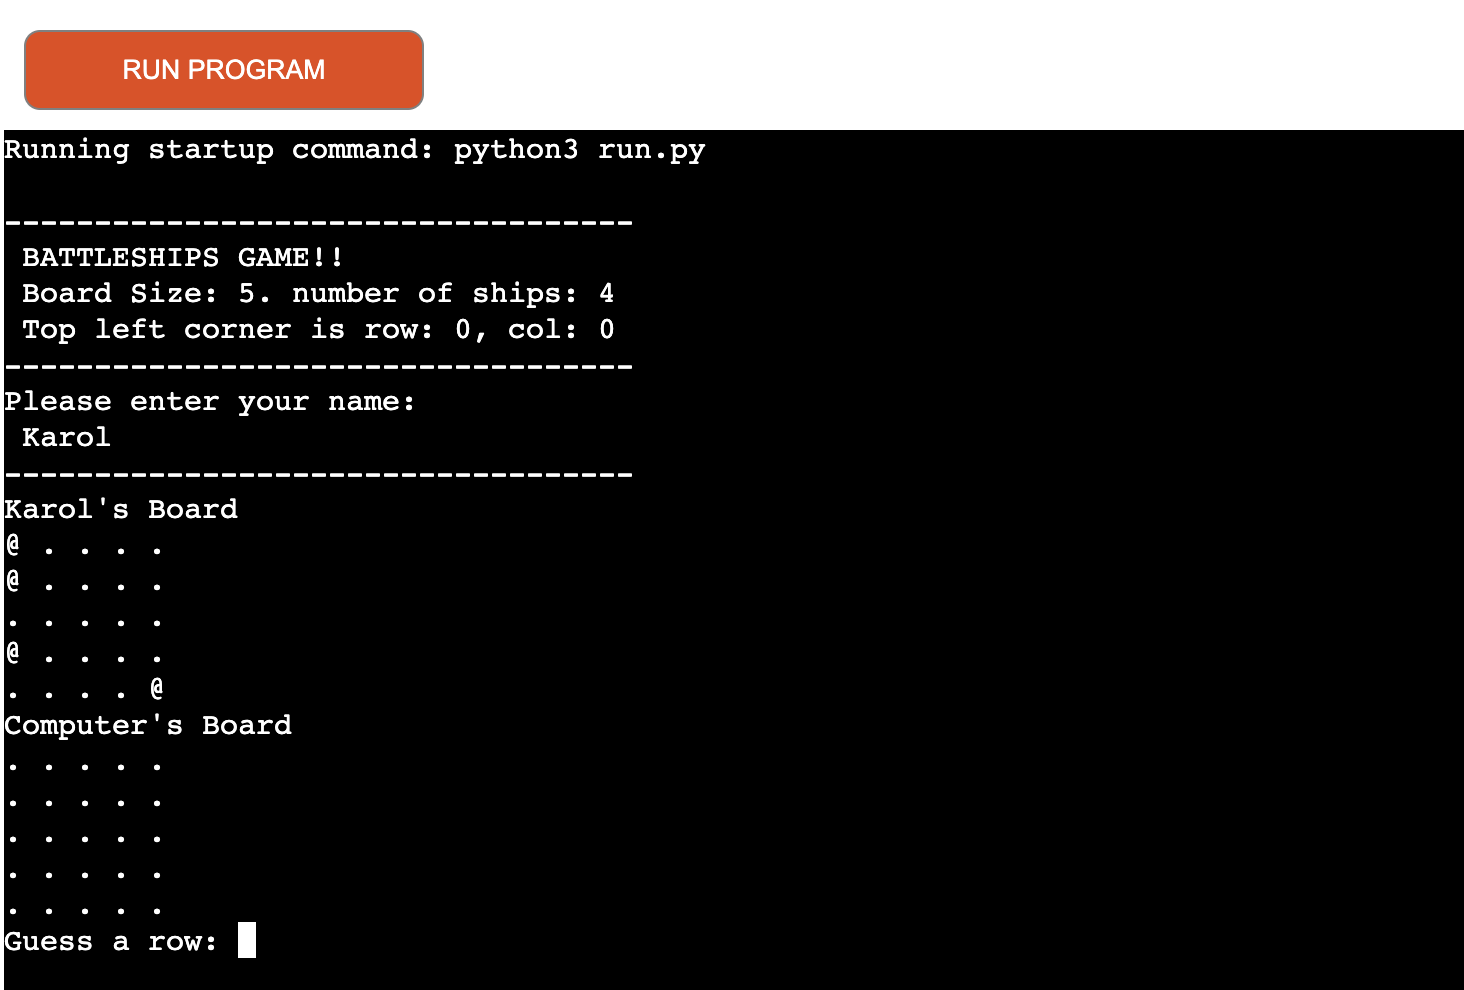 RUN PROGRAM
Running startup command: python3 run.py
-----------------------------------
BATTLESHIPS GAME!!
Board Size: 5. number of ships: 4
Top left corner is row: 0, col: 0
-----------------------------------
Please enter your name:
Karol
-----------------------------------
Karol's Board
@ . . . .
@ . . . .
. . . . .
@ . . . .
. . . . @
Computer's Board
. . . . .
. . . . .
. . . . .
. . . . .
. . . . .
Guess a row: